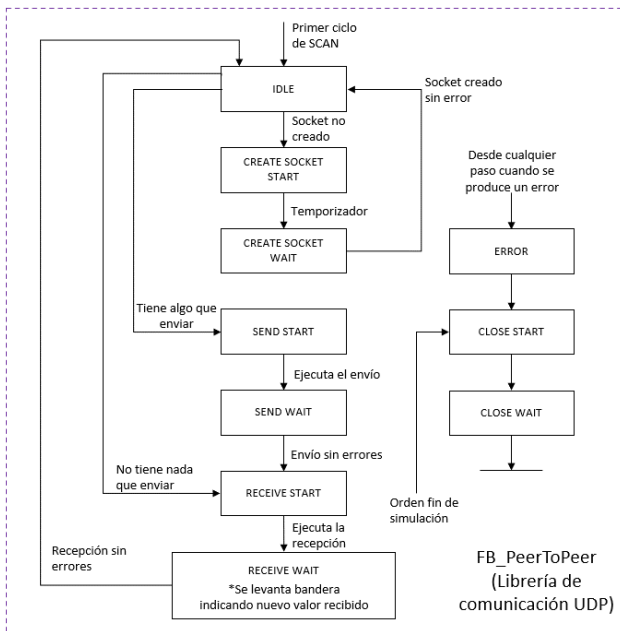 Primer ciclo
de SCAN
IDLE
Socket creado
sin error
Socket no
creado
CREATE SOCKET
START
Desde cualquier
paso cuando se
produce un error
Temporizador
CREATE SOCKET
WAIT
ERROR
Tiene algo que
enviar
SEND START
CLOSE START
Ejecuta el envío
SEND WAIT
CLOSE WAIT
Envío sin errores
No tiene nada
que enviar
RECEIVE START
Orden fin de
simulación
Ejecuta la
recepción
Recepción sin
errores
RECEIVE WAIT
*Se levanta bandera
indicando nuevo valor recibido
FB_PeerToPeer
(Librería de
comunicación UDP)